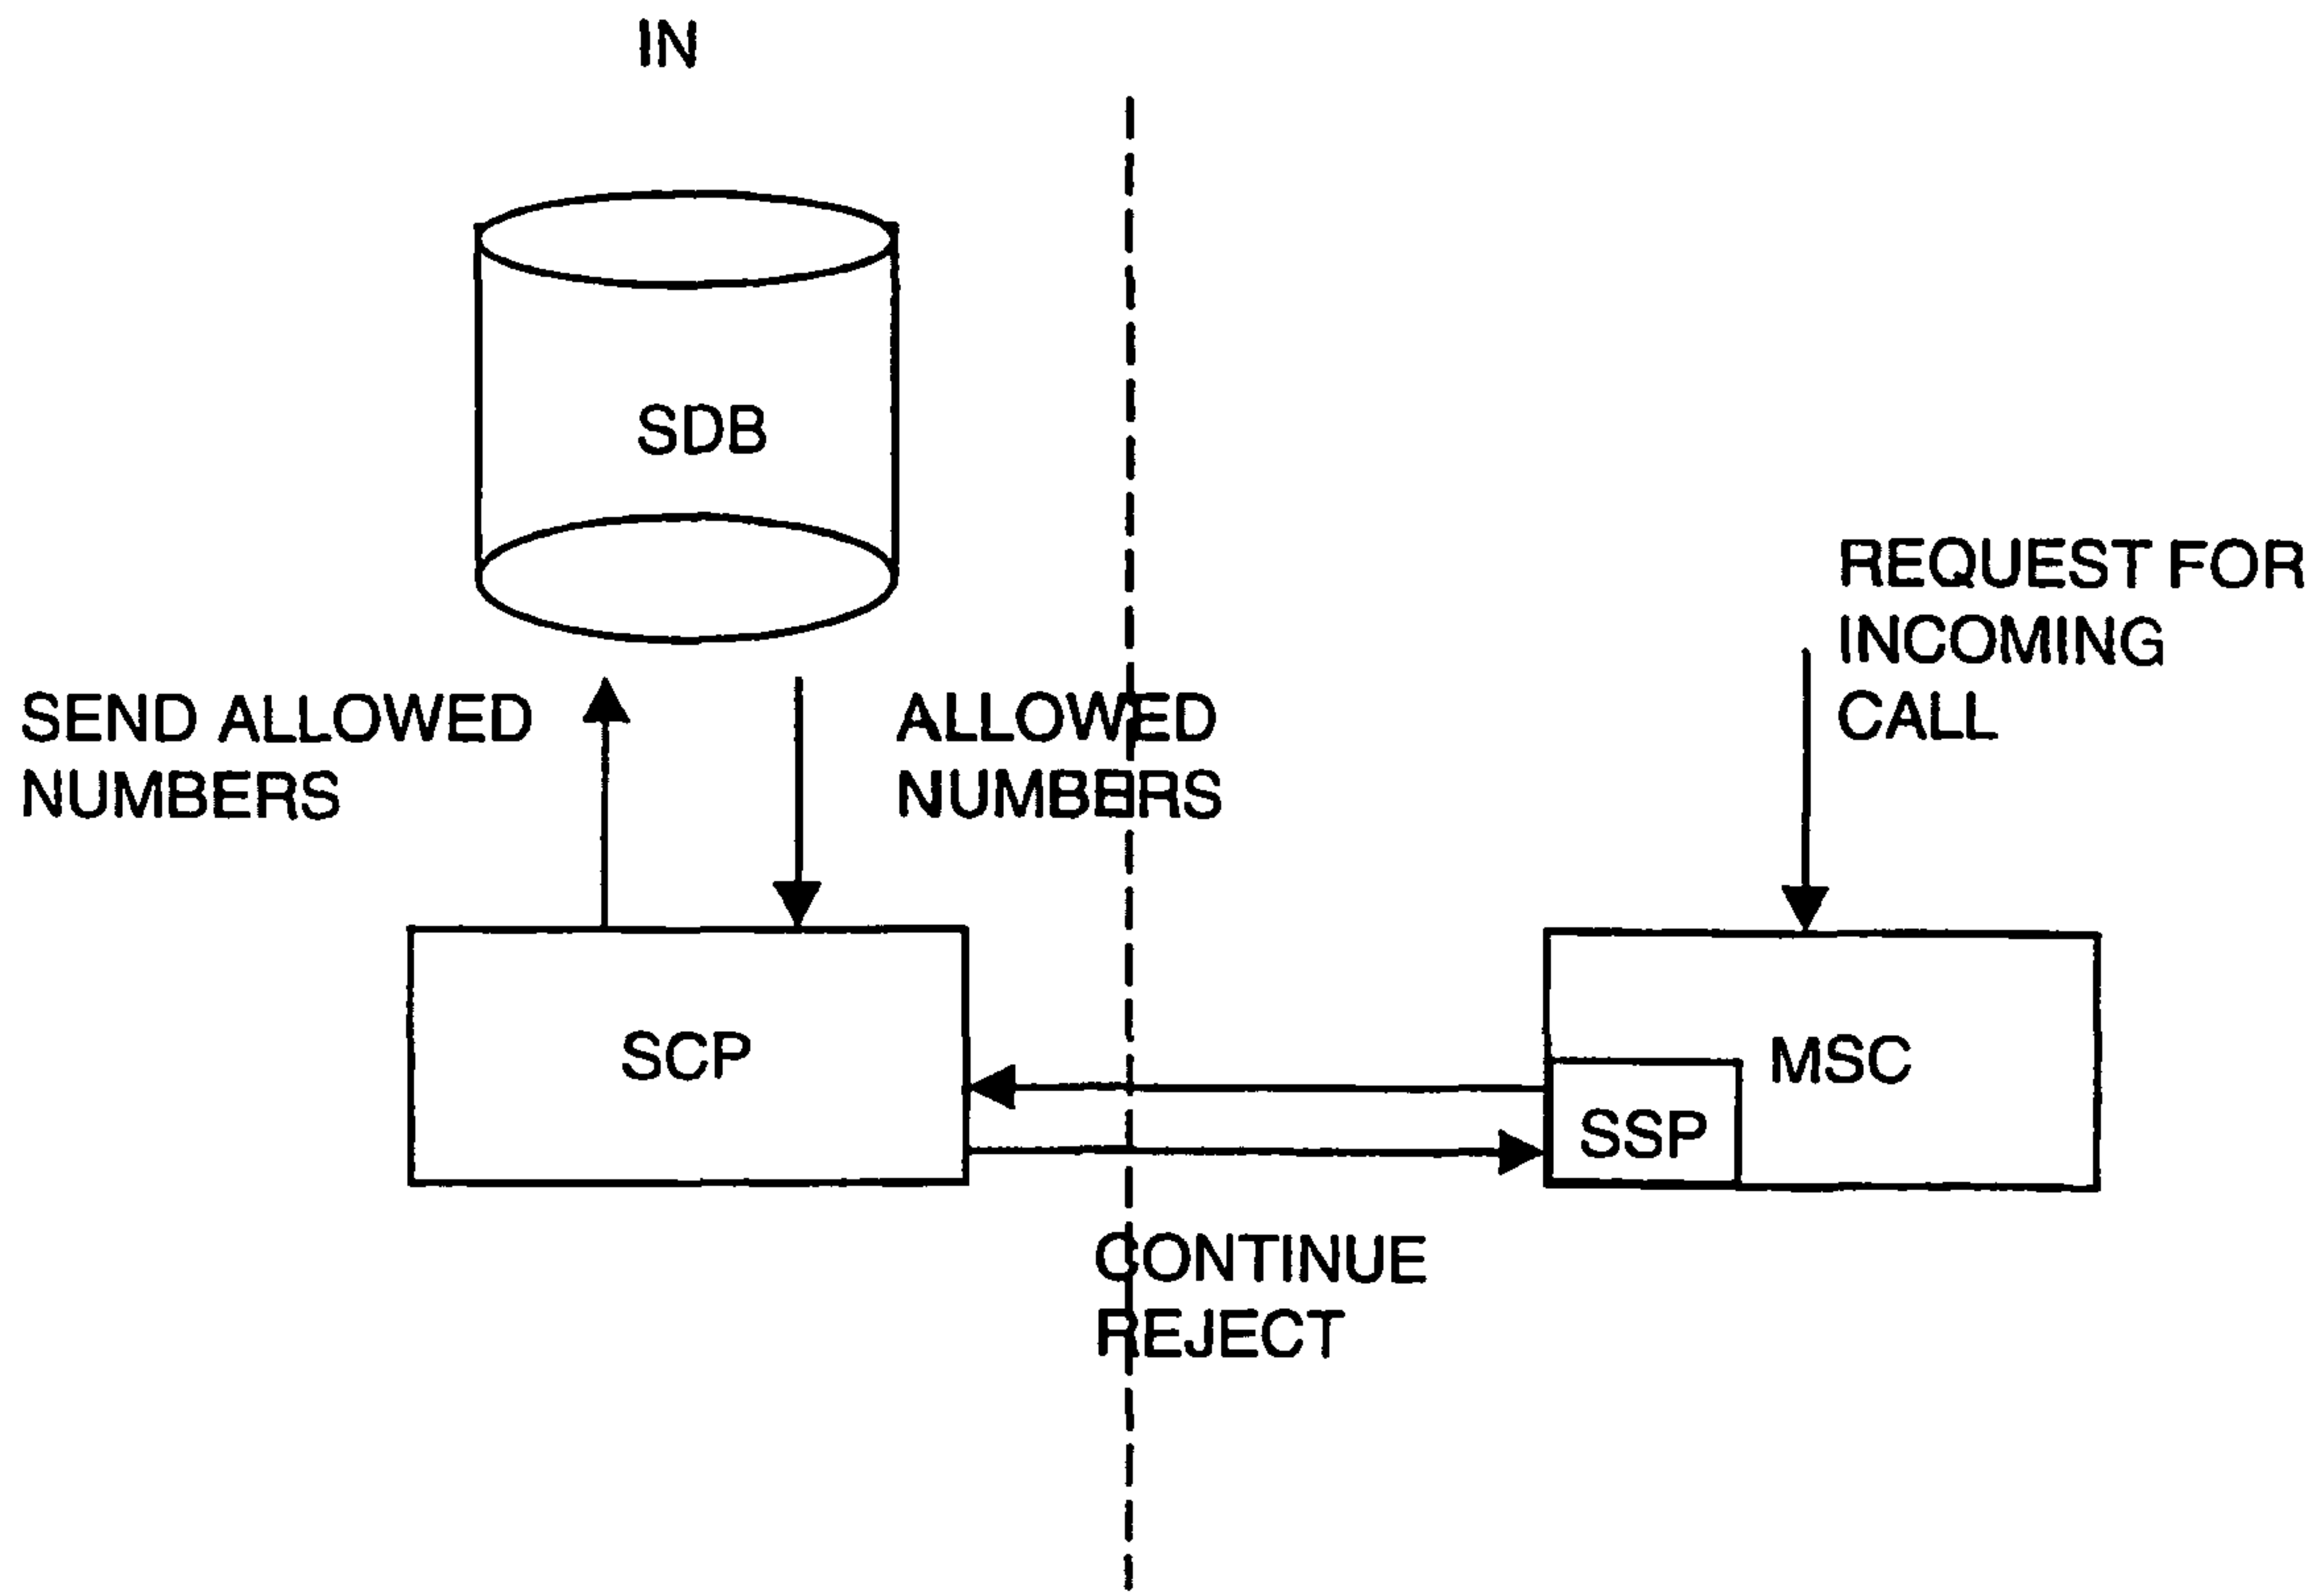 IN
SDB
REQUEST FOR
INCOMING
CALL
SEND ALLOWED
NUMBERS
ALLOWED
NUMBERS
SCP
MSC
SSP
CONTINUE
REJECT